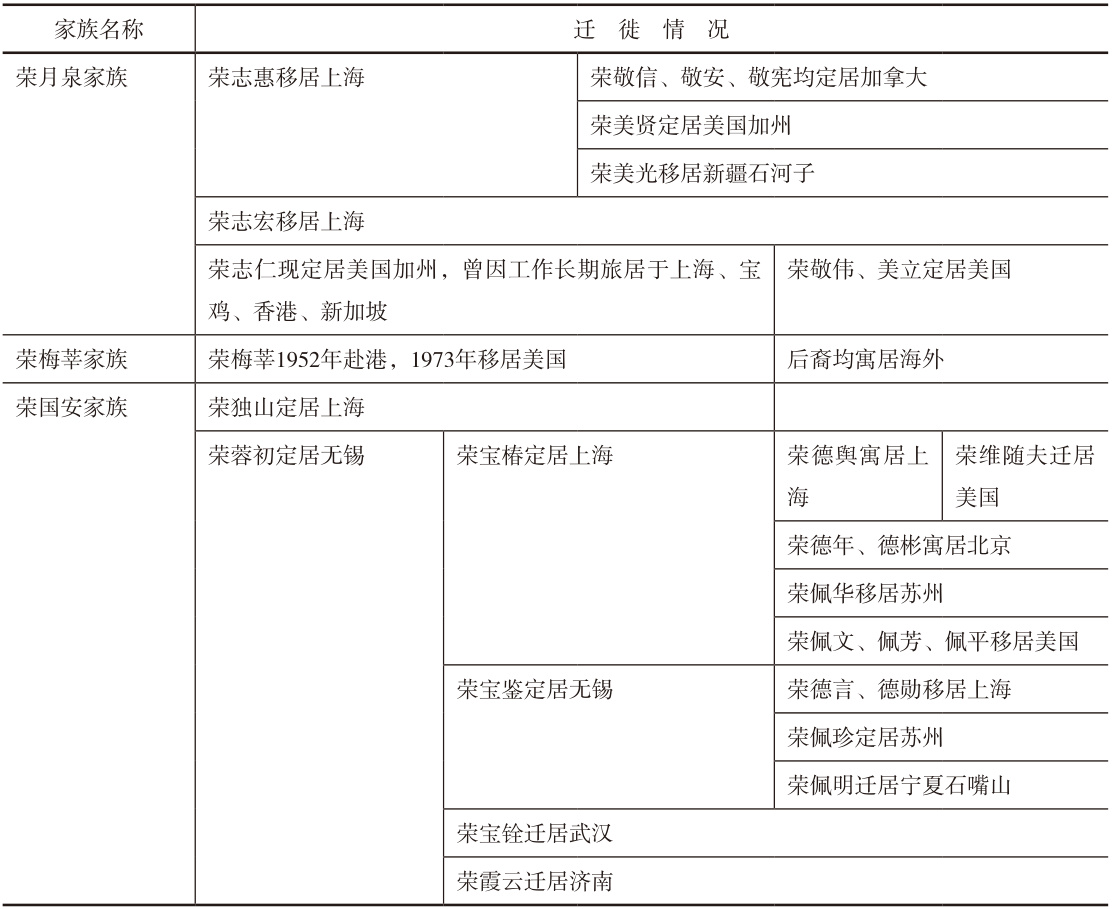 家族名称
迁 徙 情 况
荣月泉家族
荣志惠移居上海
荣敬信、敬安、敬宪均定居加拿大
荣美贤定居美国加州
荣美光移居新疆石河子
荣志宏移居上海
荣志仁现定居美国加州，曾因工作长期旅居于上海、宝
鸡、香港、新加坡
荣敬伟、美立定居美国
荣梅莘家族
荣梅莘1952年赴港，1973年移居美国
后裔均寓居海外
荣国安家族
荣独山定居上海
荣蓉初定居无锡
荣宝椿定居上海
荣德舆寓居上
海
荣维随夫迁居
美国
荣德年、德彬寓居北京
荣佩华移居苏州
荣佩文、佩芳、佩平移居美国
荣宝鉴定居无锡
荣德言、德勋移居上海
荣佩珍定居苏州
荣佩明迁居宁夏石嘴山
荣宝铨迁居武汉
荣霞云迁居济南